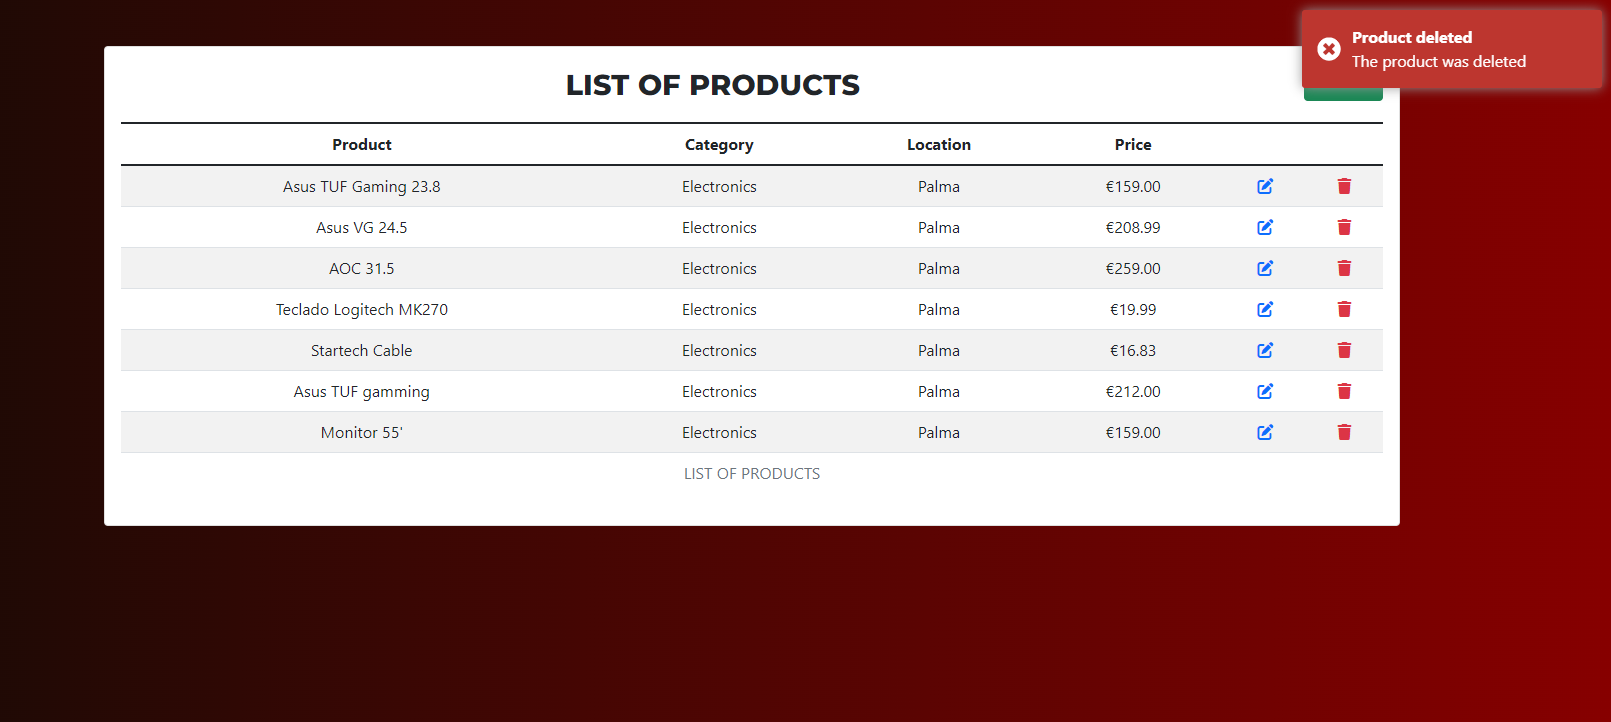 Product deleted
The product was deleted
LIST OF PRODUCTS
Product Category Location Price
Asus TUF Gaming 23.8 Electronics Palma €159.00
Asus VG 24.5 Electronics Palma €208.99
AOC 31.5 Electronics Palma €259.00
Teclado Logitech MK270 Electronics Palma €19.99
Startech Cable Electronics Palma €16.83
Asus TUF gamming Electronics Palma €212.00
Monitor 55' Electronics Palma €159.00
LIST OF PRODUCTS